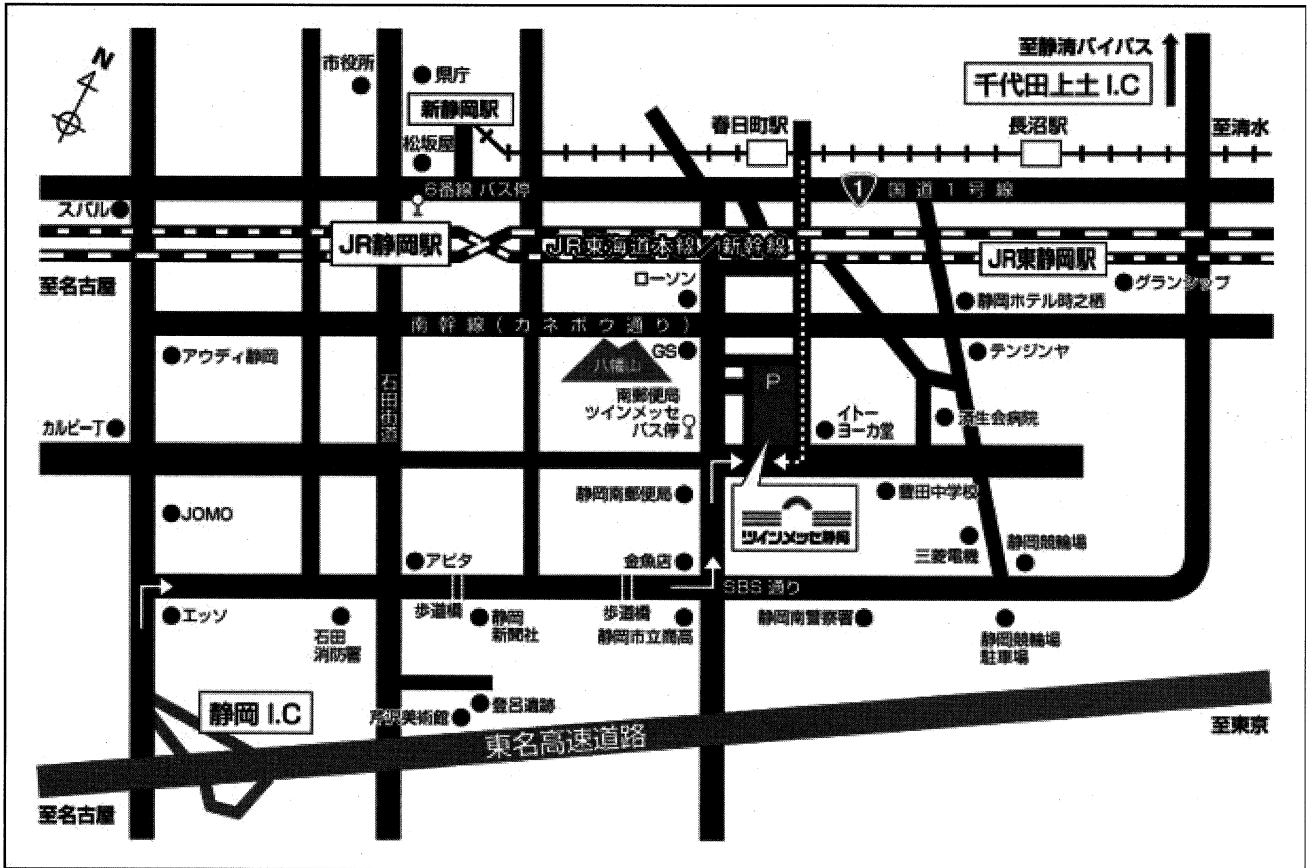 N
市役所
県庁
至静清バイパス
千代田上土 I.C
新静岡駅
春日町駅
長沼駅
至清水
松坂屋
6番線 バス停
1
国道1号線
スバル
JR静岡駅
JR東海道本線/新幹線
JR東静岡駅
至名古屋
ローソン
グランシップ
静岡ホテル時之栖
南幹線(カネボウ通り)
アウディ静岡
八幡山
GS
テンジンヤ
石田街道
P
南郵便局
ツインメッセ
バス停
カルビー丁
イトー
ヨーカ堂
済生会病院
静岡南郵便局
豊田中学校
ツインメッセ静岡
JOMO
アピタ
金魚店
三菱電機
静岡競輪場
SBS通り
エッソ
石田
消防署
歩道橋
静岡
新聞社
歩道橋
静岡市立商高
静岡南警察署
静岡競輪場
駐車場
静岡 I.C
芹沢美術館
登呂遺跡
東名高速道路
至東京
至名古屋